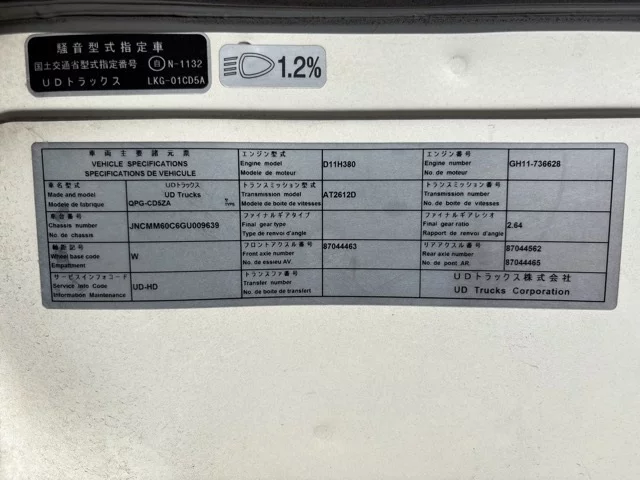 騒音型式指定車
国土交通省型式指定番号 自 N-1132
UDトラックス LKG-01CD5A
1.2%
車両主要諸元票
VEHICLE SPECIFICATIONS
SPECIFICATIONS DE VEHICULE
エンジン型式
Engine model
Modele de moteur
D11H380
エンジン番号
Engine number
No. de moteur
GH11-736628
車名型式
Made and model
Modele de fabrique
UDトラックス
UD Trucks
QPG-CD5ZA
V TYPE
トランスミッション型式
Transmission model
Modele de boite de vitesses
AT2612D
トランスミッション番号
Transmission number
No. de boite de vitesses
車台番号
Chassis number
No. de chassis
JNCMM60C6GU009639
ファイナルギアタイプ
Final gear type
Type de renvoi d'angle
ファイナルギアレシオ
Final gear ratio
Rapport de renvoi d'angle
2.64
軸距記号
Wheel base code
Empattment
W
フロントアクスル番号
Front axle number
No. de essieu AV.
87044463
リヤアクスル番号
Rear axle number
No. de pont AR.
87044562
87044465
サービスインフォコード
Service info Code
Information Maintenance
UD-HD
トランスファ番号
Transfer number
No. de boite de transfert
UDトラックス株式会社
UD Trucks Corporation